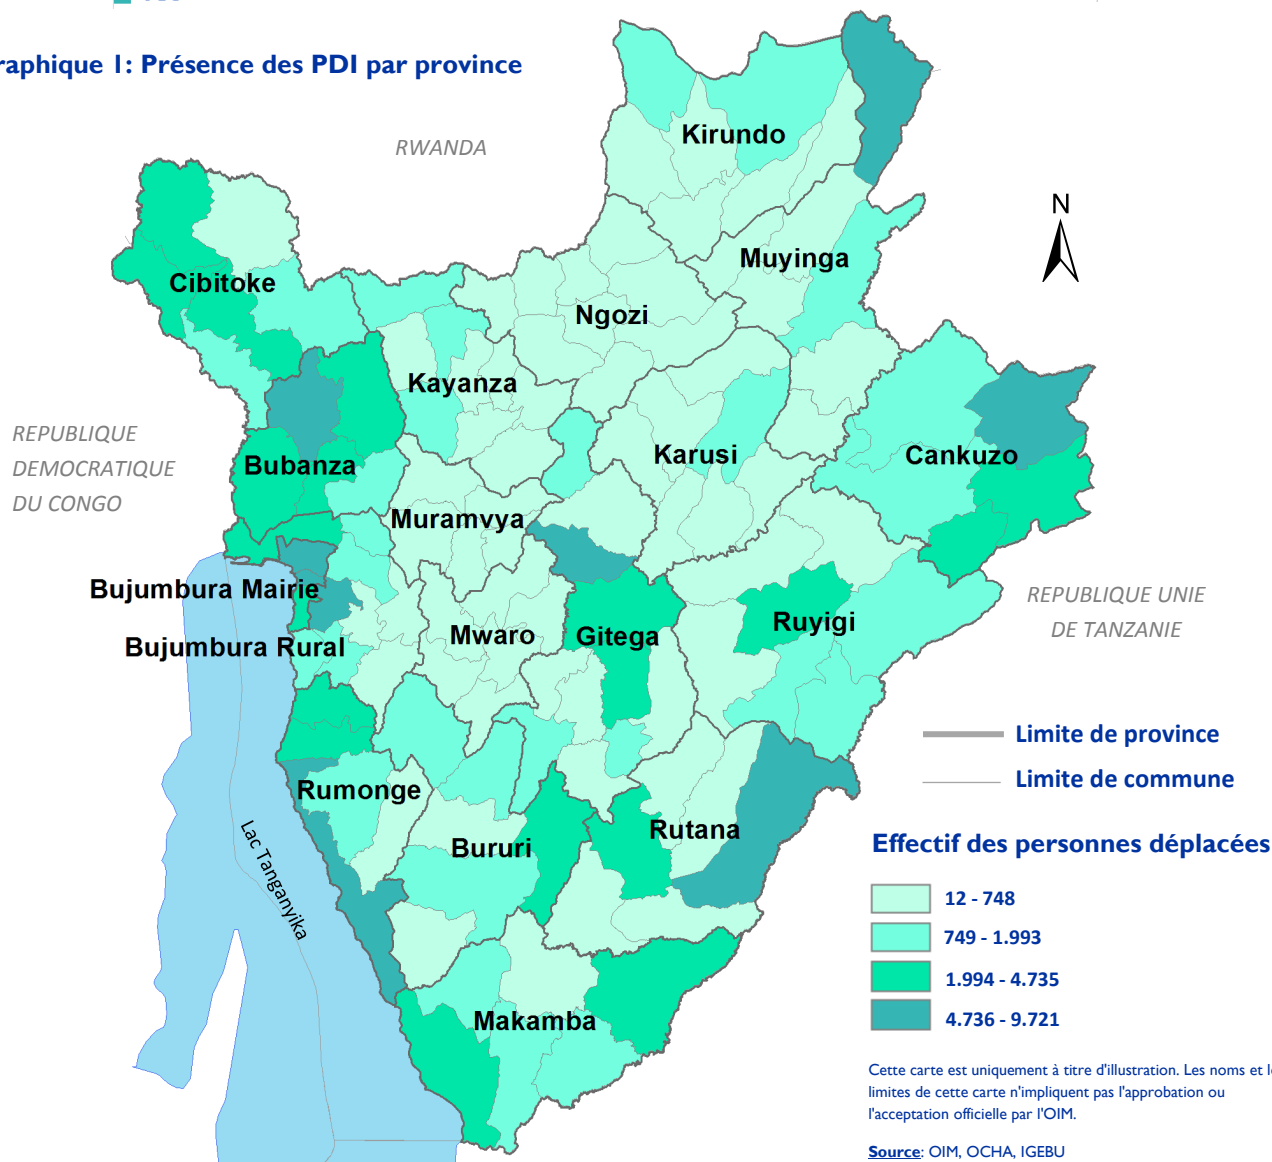 raphique 1: Présence des PDI par province
RWANDA
Kirundo
N
Muyinga
Cibitoke
Ngozi
Kayanza
REPUBLIQUE
DEMOCRATIQUE
DU CONGO
Karusi
Cankuzo
Bubanza
Muramvya
Bujumbura Mairie
REPUBLIQUE UNIE
DE TANZANIE
Ruyigi
Mwaro
Gitega
Bujumbura Rural
Limite de province
Limite de commune
Rumonge
Lac Tanganyika
Rutana
Bururi
Effectif des personnes déplacées
12 - 748
749 - 1.993
1.994 - 4.735
4.736 - 9.721
Makamba
Cette carte est uniquement à titre d'illustration. Les noms et l
limites de cette carte n'impliquent pas l'approbation ou
l'acceptation officielle par l'OIM.
Source: OIM, OCHA, IGEBU